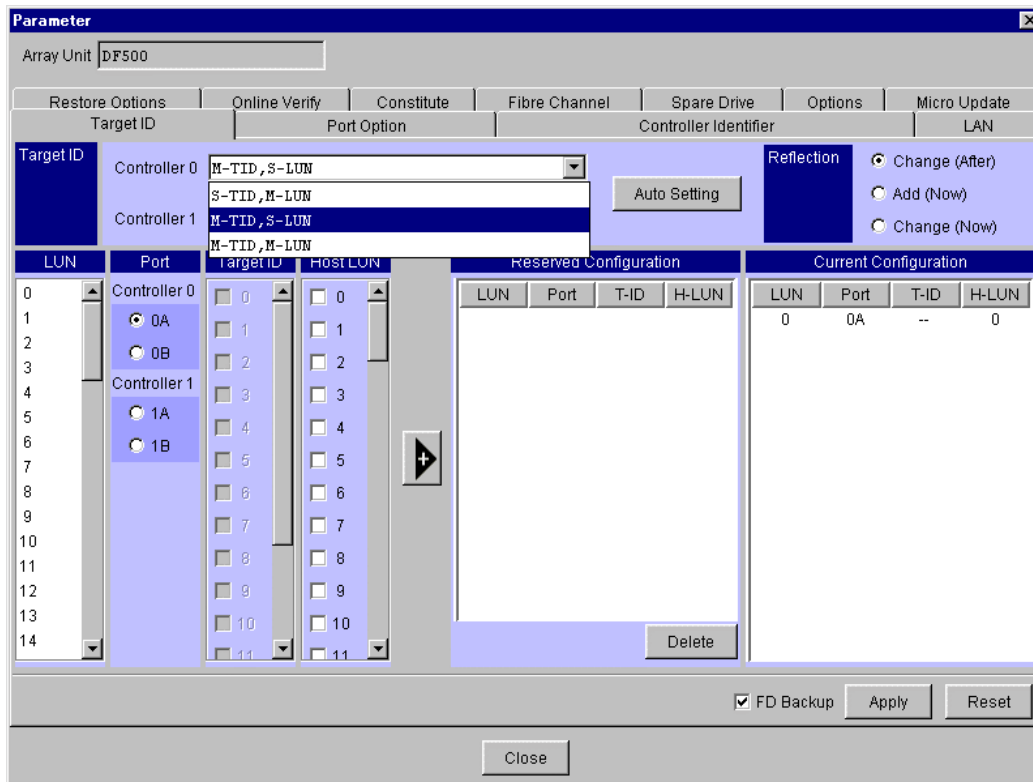 Parameter
Array Unit DF500
Restore Options Online Verify Constitute Fibre Channel Spare Drive Options Micro Update
Target ID Port Option Controller Identifier LAN
Target ID Controller 0 M-TID,S-LUN Auto Setting Reflection Change (After)
S-TID,M-LUN Add (Now)
Controller 1 M-TID,S-LUN Change (Now)
M-TID,M-LUN
LUN Port Target ID Host LUN Reserved Configuration Current Configuration
LUN Port T-ID H-LUN LUN Port T-ID H-LUN
0 0A -- 0
0
1
2
3
4
5
6
7
8
9
10
11
12
13
14
Controller 0
0A
0B
Controller 1
1A
1B
0
1
2
3
4
5
6
7
8
9
10
11
0
1
2
3
4
5
6
7
8
9
10
11
Delete
FD Backup Apply Reset
Close